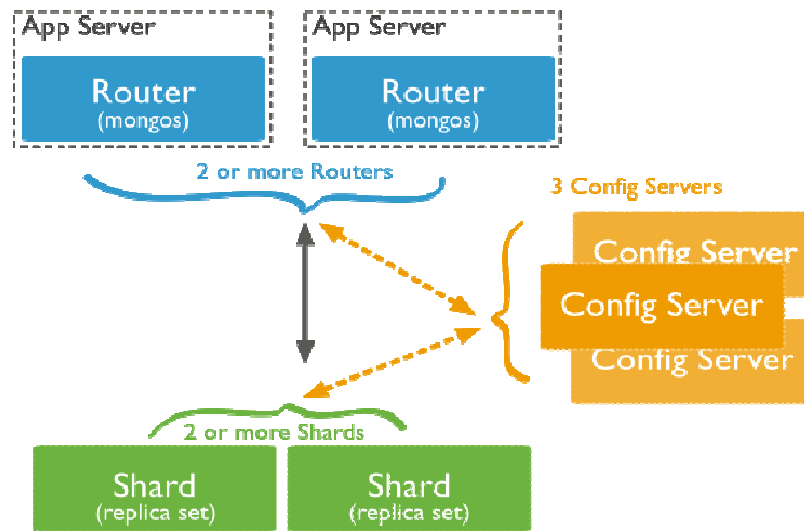 App Server
App Server
Router
(mongos)
Router
(mongos)
2 or more Routers
3 Config Servers
Config Server
Config Server
Config Server
2 or more Shards
Shard
(replica set)
Shard
(replica set)